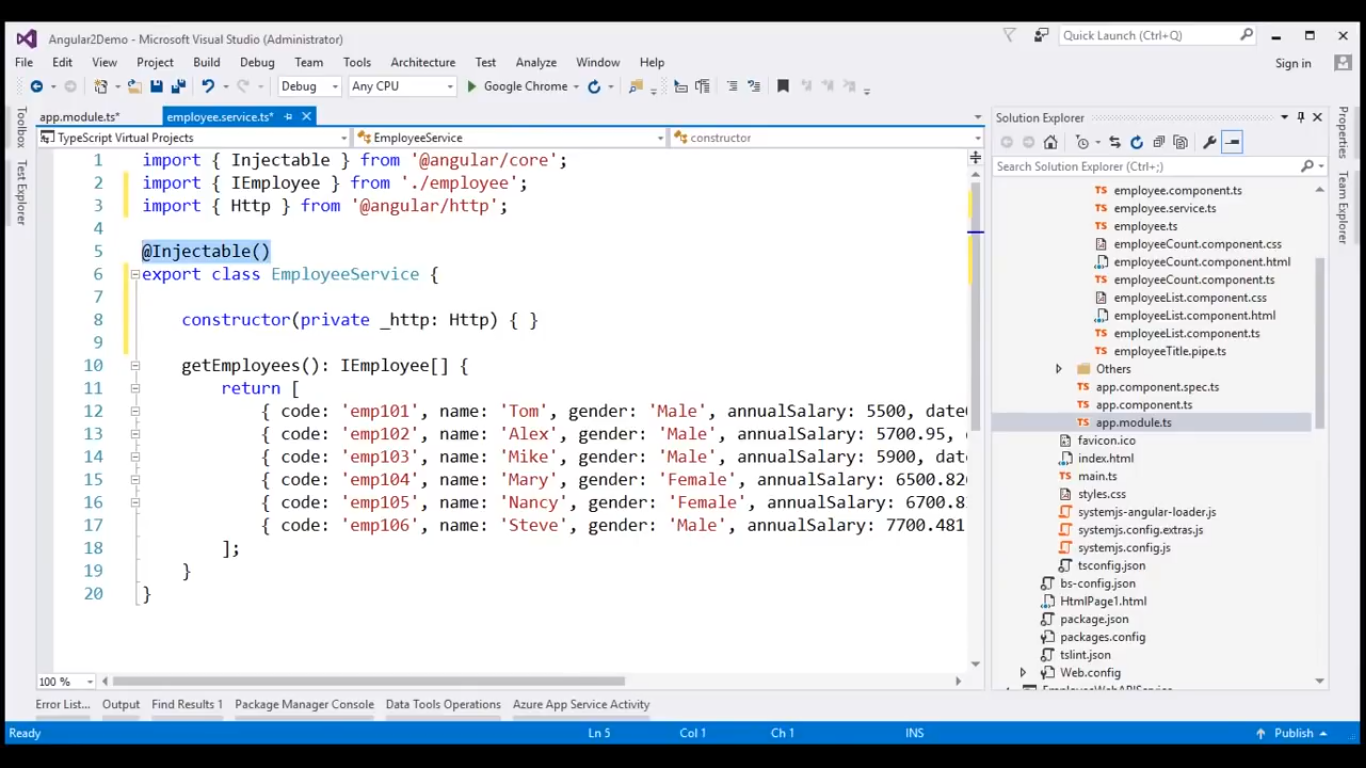 Angular2Demo - Microsoft Visual Studio (Administrator)
Quick Launch (Ctrl+Q)
File Edit View Project Build Debug Team Tools Architecture Test Analyze Window Help
Sign in
Debug Any CPU Google Chrome
Toolbox
Test Explorer
app.module.ts* employee.service.ts*
TypeScript Virtual Projects EmployeeService constructor
1 import { Injectable } from '@angular/core';
2 import { IEmployee } from './employee';
3 import { Http } from '@angular/http';
4
5 @Injectable()
6 export class EmployeeService {
7
8 constructor(private _http: Http) { }
9
10 getEmployees(): IEmployee[] {
11 return [
12 { code: 'emp101', name: 'Tom', gender: 'Male', annualSalary: 5500, date
13 { code: 'emp102', name: 'Alex', gender: 'Male', annualSalary: 5700.95,
14 { code: 'emp103', name: 'Mike', gender: 'Male', annualSalary: 5900, dat
15 { code: 'emp104', name: 'Mary', gender: 'Female', annualSalary: 6500.82
16 { code: 'emp105', name: 'Nancy', gender: 'Female', annualSalary: 6700.8
17 { code: 'emp106', name: 'Steve', gender: 'Male', annualSalary: 7700.481
18 ];
19 }
20 }
100 %
Solution Explorer
Search Solution Explorer (Ctrl+;)
employee.component.ts
employee.service.ts
employee.ts
employeeCount.component.css
employeeCount.component.html
employeeCount.component.ts
employeeList.component.css
employeeList.component.html
employeeList.component.ts
employeeTitle.pipe.ts
Others
app.component.spec.ts
app.component.ts
app.module.ts
favicon.ico
index.html
main.ts
styles.css
systemjs-angular-loader.js
systemjs.config.extras.js
systemjs.config.js
tsconfig.json
bs-config.json
HtmlPage1.html
package.json
packages.config
tslint.json
Web.config
EmployeeWebAPIService
Properties
Team Explorer
Error List... Output Find Results 1 Package Manager Console Data Tools Operations Azure App Service Activity
Ready Ln 5 Col 1 Ch 1 INS Publish